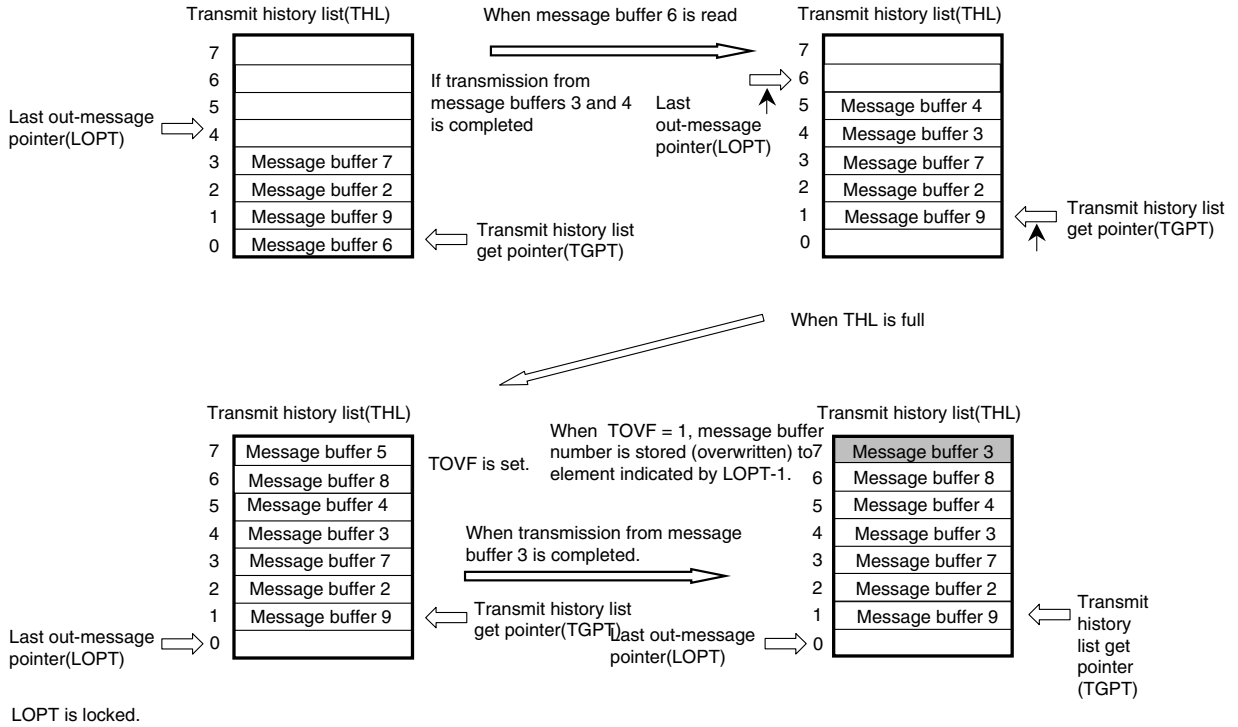 Transmit history list(THL)
7
6
5
4
3 Message buffer 7
2 Message buffer 2
1 Message buffer 9
0 Message buffer 6
Last out-message
pointer(LOPT)
Transmit history list
get pointer(TGPT)
When message buffer 6 is read
If transmission from
message buffers 3 and 4
is completed
Transmit history list(THL)
7
6
5 Message buffer 4
4 Message buffer 3
3 Message buffer 7
2 Message buffer 2
1 Message buffer 9
0
Last
out-message
pointer(LOPT)
Transmit history list
get pointer(TGPT)
When THL is full
Transmit history list(THL)
7 Message buffer 5
6 Message buffer 8
5 Message buffer 4
4 Message buffer 3
3 Message buffer 7
2 Message buffer 2
1 Message buffer 9
0
Last out-message
pointer(LOPT)
LOPT is locked.
TOVF is set.
Transmit history list
get pointer(TGPT)
When TOVF = 1, message buffer
number is stored (overwritten) to
element indicated by LOPT-1.
When transmission from message
buffer 3 is completed.
Transmit history list(THL)
7 Message buffer 3
6 Message buffer 8
5 Message buffer 4
4 Message buffer 3
3 Message buffer 7
2 Message buffer 2
1 Message buffer 9
0
Last out-message
pointer(LOPT)
Transmit
history
list get
pointer
(TGPT)